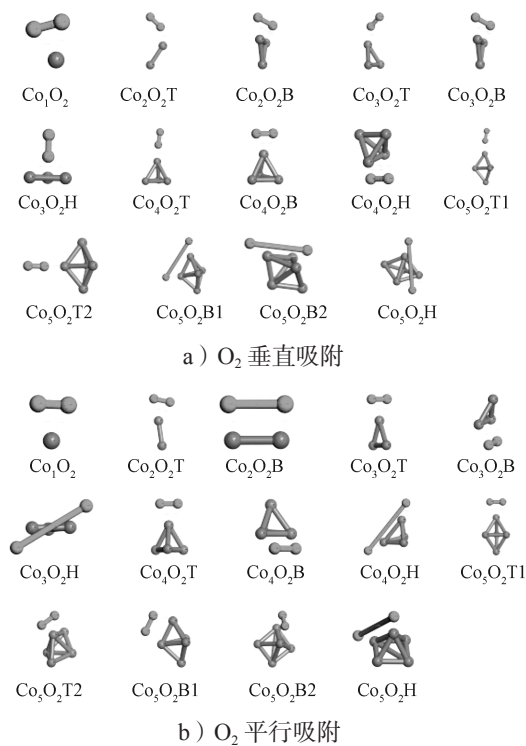 Co₁O₂ Co₂O₂T Co₂O₂B Co₃O₂T Co₃O₂B
Co₃O₂H Co₄O₂T Co₄O₂B Co₄O₂H Co₅O₂T1
Co₅O₂T2 Co₅O₂B1 Co₅O₂B2 Co₅O₂H
a）O₂ 垂直吸附
Co₁O₂ Co₂O₂T Co₂O₂B Co₃O₂T Co₃O₂B
Co₃O₂H Co₄O₂T Co₄O₂B Co₄O₂H Co₅O₂T1
Co₅O₂T2 Co₅O₂B1 Co₅O₂B2 Co₅O₂H
b）O₂ 平行吸附